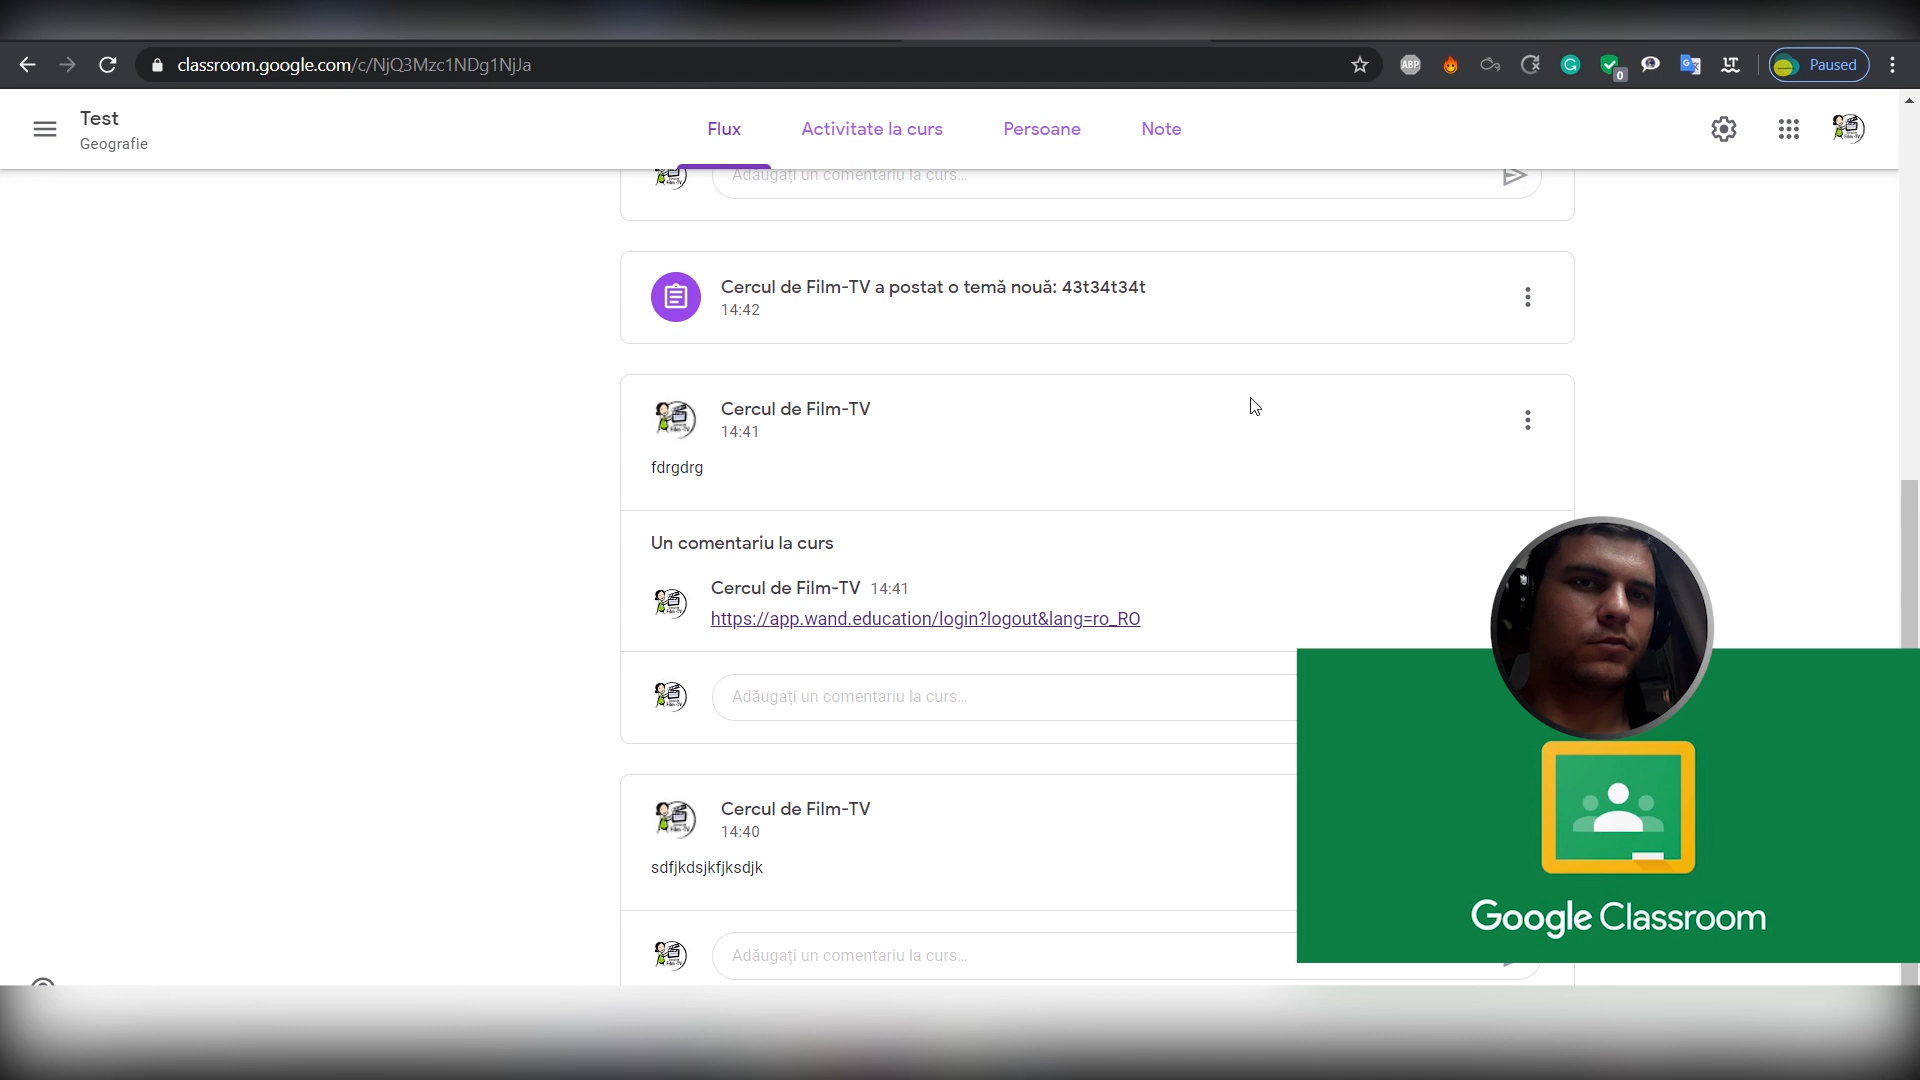 classroom.google.com/c/NjQ3Mzc1NDg1NjJa
ABP
0
Paused
Test
Geografie
Flux
Activitate la curs
Persoane
Note
Adăugați un comentariu la curs...
Cercul de Film-TV a postat o temă nouă: 43t34t34t
14:42
Cercul de Film-TV
14:41
fdrgdrg
Un comentariu la curs
Cercul de Film-TV 14:41
https://app.wand.education/login?logout&lang=ro_RO
Adăugați un comentariu la curs...
Cercul de Film-TV
14:40
sdfjkdsjkfjksdjk
Adăugați un comentariu la curs...
Google Classroom